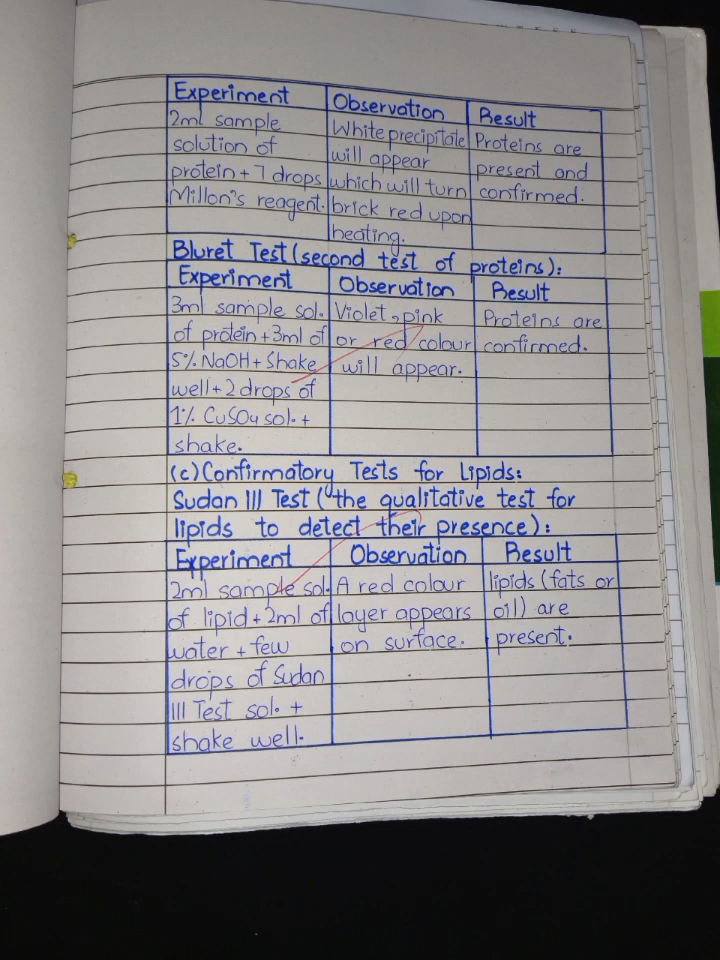 Experiment | Observation | Result
2ml sample | White precipitate | Proteins are
solution of | will appear | present and
protein + 7 drops | which will turn | confirmed.
Millon's reagent. | brick red upon
heating.
Bluret Test (second test of proteins):
Experiment | Observation | Result
3ml sample sol. | Violet, pink | Proteins are
of protein + 3ml of | or red colour | confirmed.
5% NaOH + Shake | will appear.
well + 2 drops of
1% CuSO4 sol. +
shake.
(c) Confirmatory Tests for Lipids:
Sudan III Test ("the qualitative test for
lipids to detect their presence):
Experiment | Observation | Result
2ml sample sol. | A red colour | lipids (fats or
of lipid + 2ml of | layer appears | oil) are
water + few | on surface. | present.
drops of Sudan
III Test sol. +
shake well.